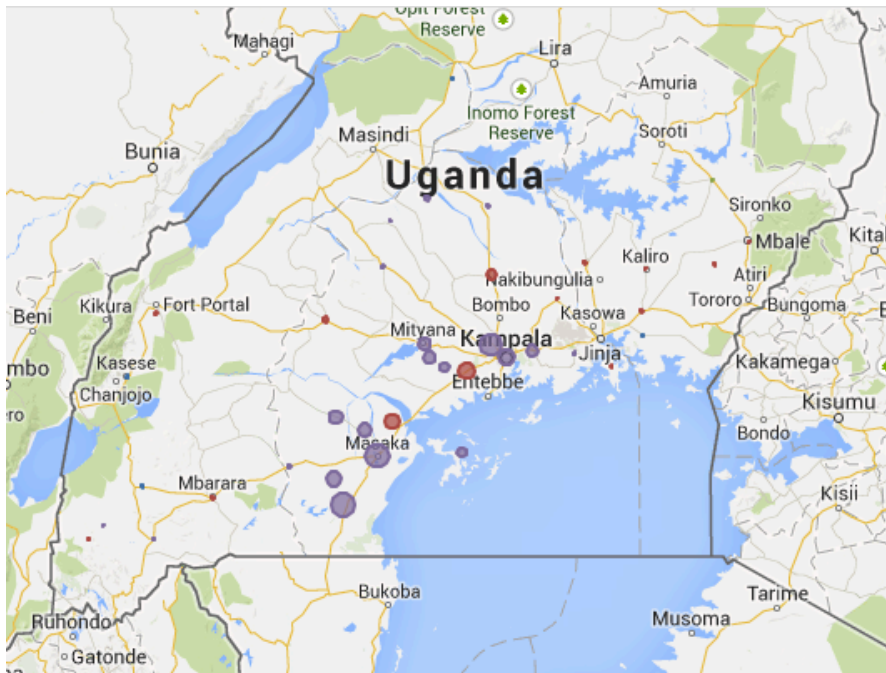 Opit Forest
Reserve
Mahagi
Lira
Amuria
Inomo Forest
Reserve
Masindi
Soroti
Bunia
Uganda
Sironko
Mbale
Kital
Kaliro
Nakibungulia
Atiri
Beni
Kikura
Fort Portal
Bombo
Tororo
Bungoma
Kasowa
Mityana
Kampala
Jinja
mbo
Kasese
Kakamega
Entebbe
Chanjojo
ero
Kisumu
Masaka
Bondo
Mbarara
Kisii
Bukoba
Tarime
Ruhondo
Musoma
Gatonde